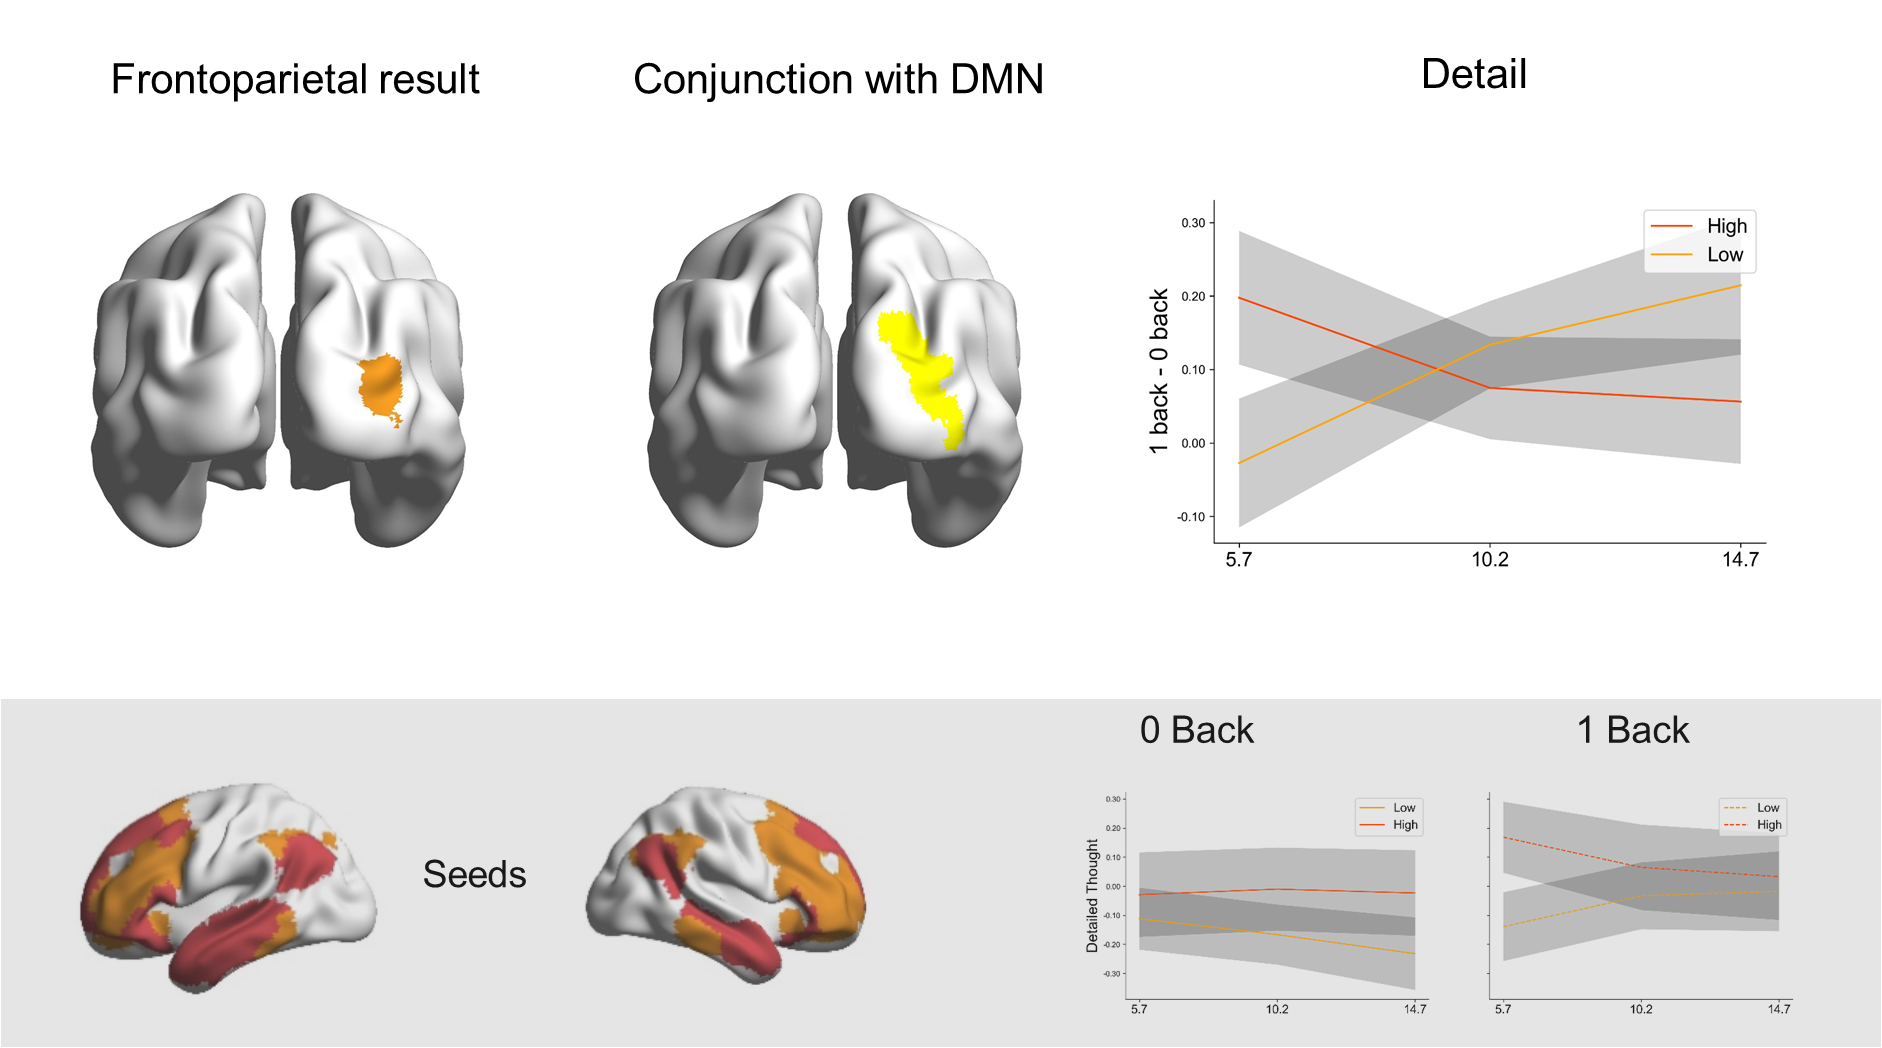 Frontoparietal result
Conjunction with DMN
Detail
1 back - 0 back
0.30
0.20
0.10
0.00
-0.10
High
Low
5.7
10.2
14.7
Seeds
0 Back
Detailed Thought
0.30
0.20
0.10
0.00
-0.10
-0.20
-0.30
Low
High
5.7
10.2
14.7
1 Back
Low
High
5.7
10.2
14.7